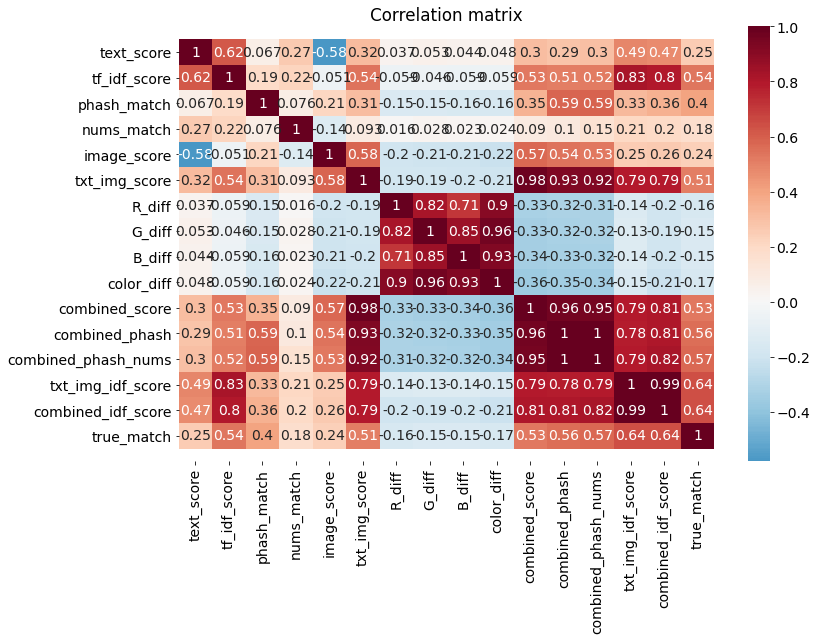 Correlation matrix
text_score 1 0.62 0.067 0.27 -0.58 0.32 0.037 0.053 0.044 0.048 0.3 0.29 0.3 0.49 0.47 0.25
tf_idf_score 0.62 1 0.19 0.22 -0.051 0.54 -0.059 -0.046 -0.059 -0.059 0.53 0.51 0.52 0.83 0.8 0.54
phash_match 0.067 0.19 1 0.076 0.21 0.31 -0.15 -0.15 -0.16 -0.16 0.35 0.59 0.59 0.33 0.36 0.4
nums_match 0.27 0.22 0.076 1 -0.14 0.093 0.016 0.028 0.023 0.024 0.09 0.1 0.15 0.21 0.2 0.18
image_score -0.58 -0.051 0.21 -0.14 1 0.58 -0.2 -0.21 -0.21 -0.22 0.57 0.54 0.53 0.25 0.26 0.24
txt_img_score 0.32 0.54 0.31 0.093 0.58 1 -0.19 -0.19 -0.2 -0.21 0.98 0.93 0.92 0.79 0.79 0.51
R_diff 0.037 -0.059 -0.15 0.016 -0.2 -0.19 1 0.82 0.71 0.9 -0.33 -0.32 -0.31 -0.14 -0.2 -0.16
G_diff 0.053 -0.046 -0.15 0.028 -0.21 -0.19 0.82 1 0.85 0.96 -0.33 -0.32 -0.32 -0.13 -0.19 -0.15
B_diff 0.044 -0.059 -0.16 0.023 -0.21 -0.2 0.71 0.85 1 0.93 -0.34 -0.33 -0.32 -0.14 -0.2 -0.15
color_diff 0.048 -0.059 -0.16 0.024 -0.22 -0.21 0.9 0.96 0.93 1 -0.36 -0.35 -0.34 -0.15 -0.21 -0.17
combined_score 0.3 0.53 0.35 0.09 0.57 0.98 -0.33 -0.33 -0.34 -0.36 1 0.96 0.95 0.79 0.81 0.53
combined_phash 0.29 0.51 0.59 0.1 0.54 0.93 -0.32 -0.32 -0.33 -0.35 0.96 1 1 0.78 0.81 0.56
combined_phash_nums 0.3 0.52 0.59 0.15 0.53 0.92 -0.31 -0.32 -0.32 -0.34 0.95 1 1 0.79 0.82 0.57
txt_img_idf_score 0.49 0.83 0.33 0.21 0.25 0.79 -0.14 -0.13 -0.14 -0.15 0.79 0.78 0.79 1 0.99 0.64
combined_idf_score 0.47 0.8 0.36 0.2 0.26 0.79 -0.2 -0.19 -0.2 -0.21 0.81 0.81 0.82 0.99 1 0.64
true_match 0.25 0.54 0.4 0.18 0.24 0.51 -0.16 -0.15 -0.15 -0.17 0.53 0.56 0.57 0.64 0.64 1
text_score
tf_idf_score
phash_match
nums_match
image_score
txt_img_score
R_diff
G_diff
B_diff
color_diff
combined_score
combined_phash
combined_phash_nums
txt_img_idf_score
combined_idf_score
true_match
1.0
0.8
0.6
0.4
0.2
0.0
−0.2
−0.4